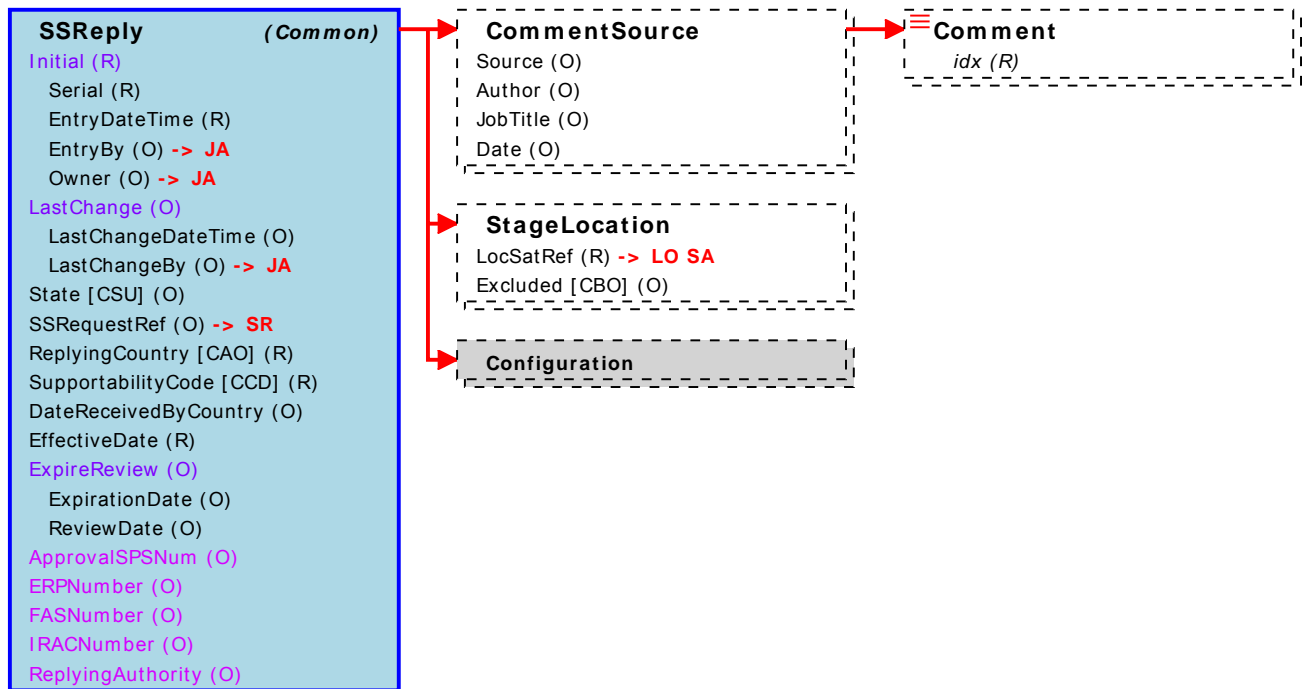 SSReply (Common)
Initial (R)
Serial (R)
EntryDateTime (R)
EntryBy (O) -> JA
Owner (O) -> JA
LastChange (O)
LastChangeDateTime (O)
LastChangeBy (O) -> JA
State [CSU] (O)
SSRequestRef (O) -> SR
ReplyingCountry [CAO] (R)
SupportabilityCode [CCD] (R)
DateReceivedByCountry (O)
EffectiveDate (R)
ExpireReview (O)
ExpirationDate (O)
ReviewDate (O)
ApprovalSPSNum (O)
ERPNumber (O)
FASNumber (O)
IRACNumber (O)
ReplyingAuthority (O)
CommentSource
Source (O)
Author (O)
JobTitle (O)
Date (O)
StageLocation
LocSatRef (R) -> LO SA
Excluded [CBO] (O)
Configuration
Comment
idx (R)